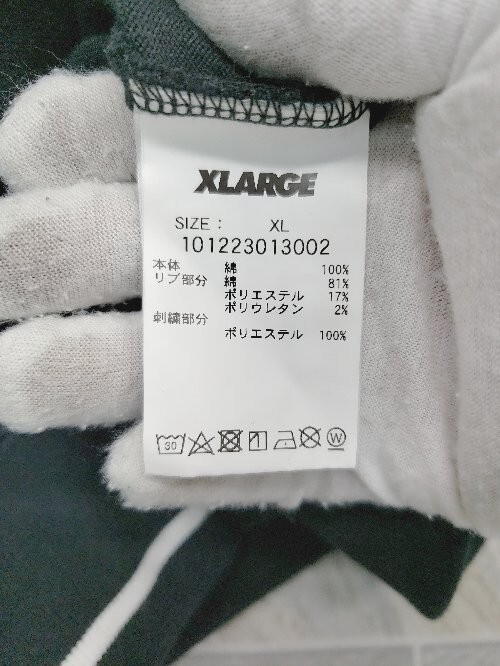 XLARGE
SIZE : XL
101223013002
本体 綿 100%
リブ部分 綿 81%
ポリエステル 17%
ポリウレタン 2%
刺繍部分
ポリエステル 100%
30 W